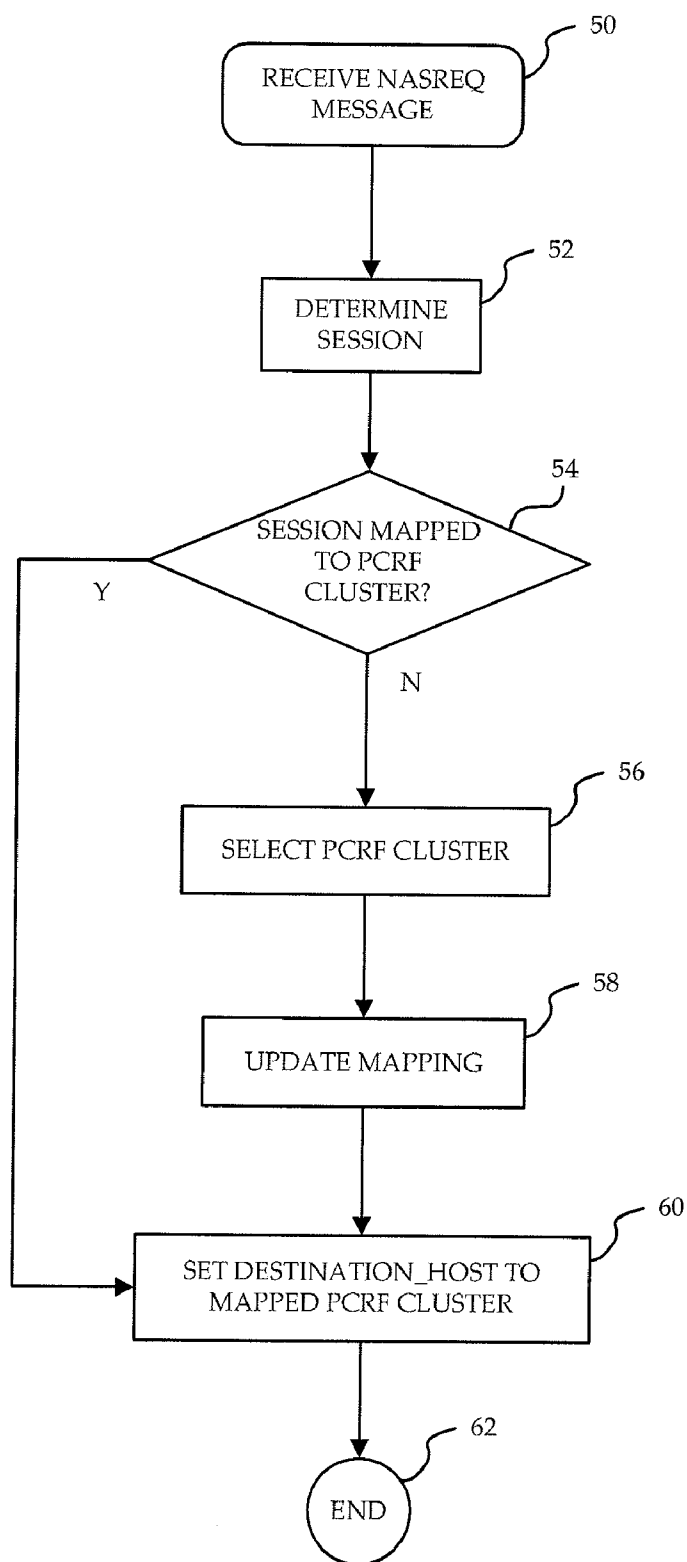 50
RECEIVE NASREQ
MESSAGE
52
DETERMINE
SESSION
54
SESSION MAPPED
TO PCRF
CLUSTER?
Y
N
56
SELECT PCRF CLUSTER
58
UPDATE MAPPING
60
SET DESTINATION_HOST TO
MAPPED PCRF CLUSTER
62
END